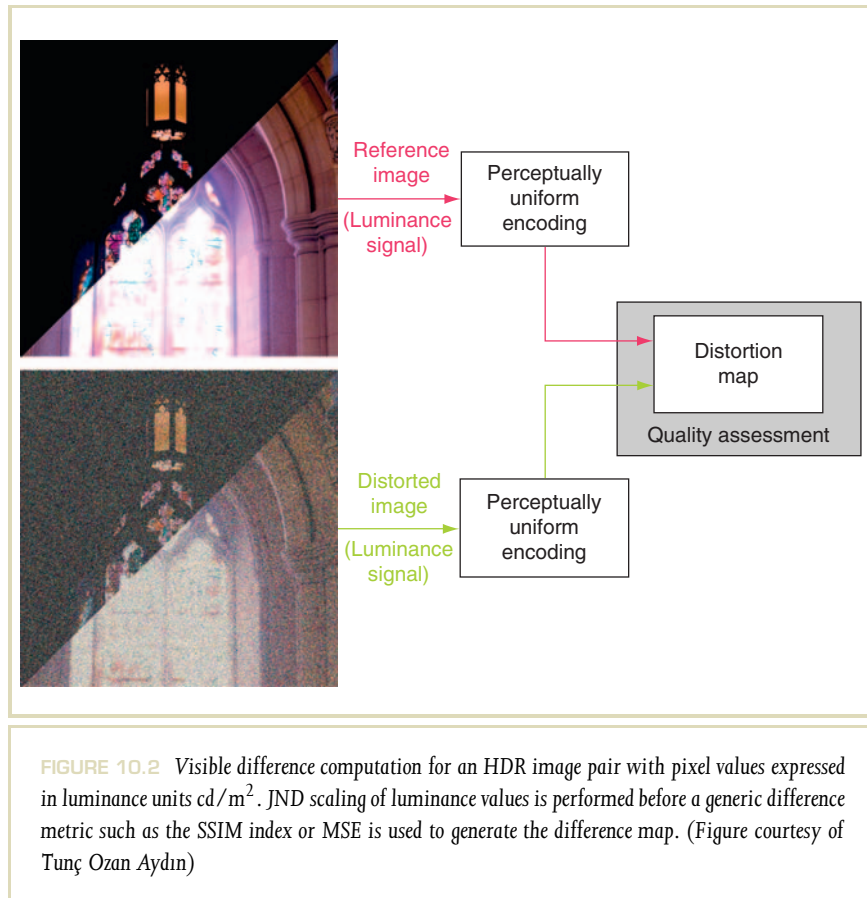 Reference
image
(Luminance
signal)
Perceptually
uniform
encoding
Distortion
map
Quality assessment
Distorted
image
(Luminance
signal)
Perceptually
uniform
encoding
FIGURE 10.2 Visible difference computation for an HDR image pair with pixel values expressed
in luminance units cd/m². JND scaling of luminance values is performed before a generic difference
metric such as the SSIM index or MSE is used to generate the difference map. (Figure courtesy of
Tunç Ozan Aydın)